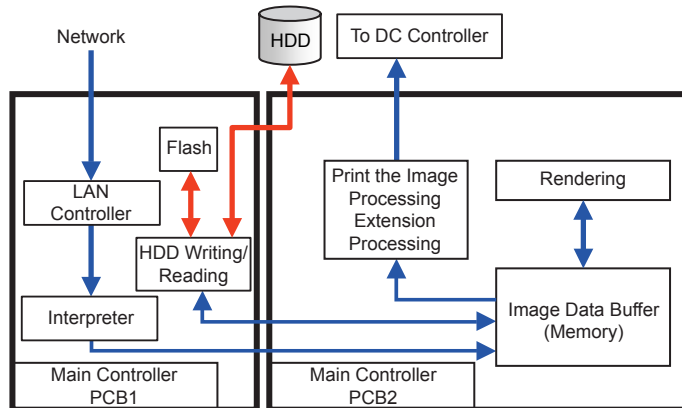 HDD
To DC Controller
Network
Flash
LAN
Controller
Print the Image
Processing
Extension
Processing
Rendering
HDD Writing/
Reading
Interpreter
Image Data Buffer
(Memory)
Main Controller
PCB1
Main Controller
PCB2